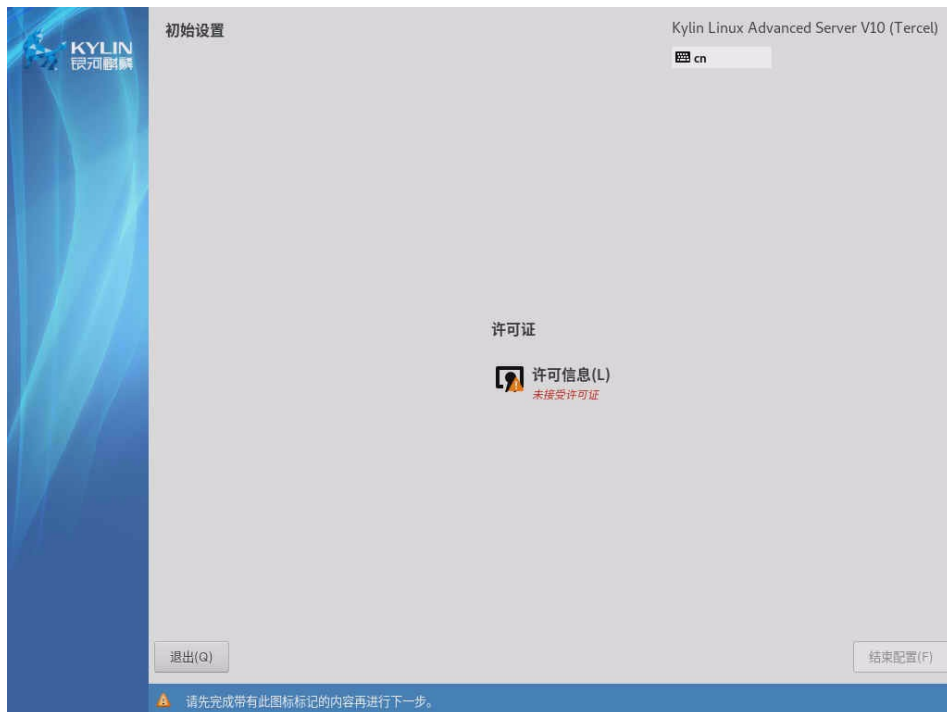 KYLIN
银河麒麟
初始设置
Kylin Linux Advanced Server V10 (Tercel)
cn
许可证
许可信息(L)
未接受许可证
退出(Q)
结束配置(F)
请先完成带有此图标标记的内容再进行下一步。